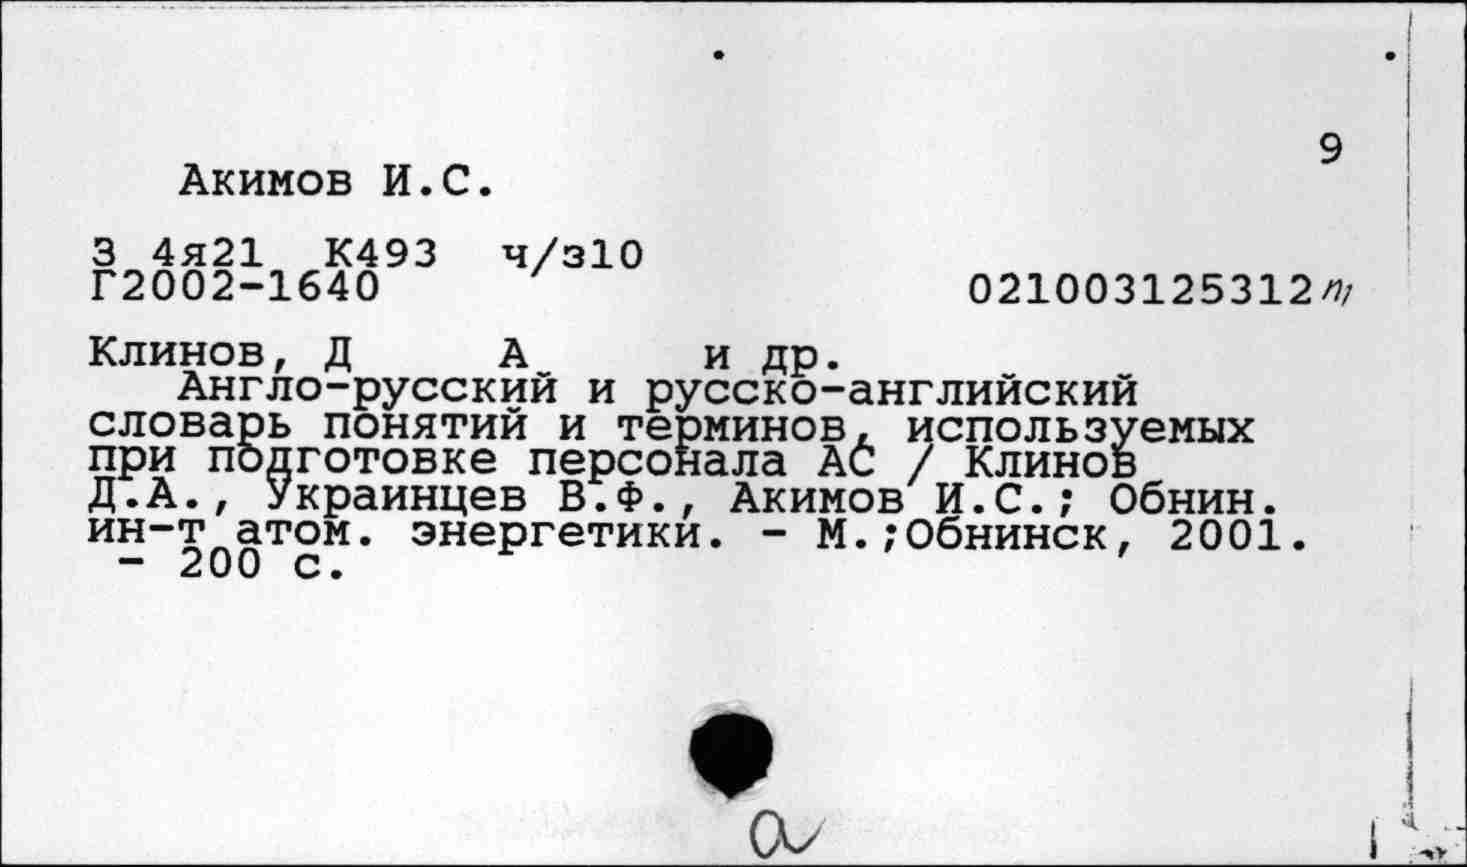 9
Акимов И.С.
З 4я21 К493 ч/з10
Г2002-1640
021003125312
Клинов, Д А и др.
Англо-русский и русско-английский
словарь понятий и терминов, используемых
при подготовке персонала АС / Клинов
Д.А., Украинцев В.Ф., Акимов И.С.; Обнин.
ин-т атом. энергетики. - М.;Обнинск, 2001.
- 200 с.